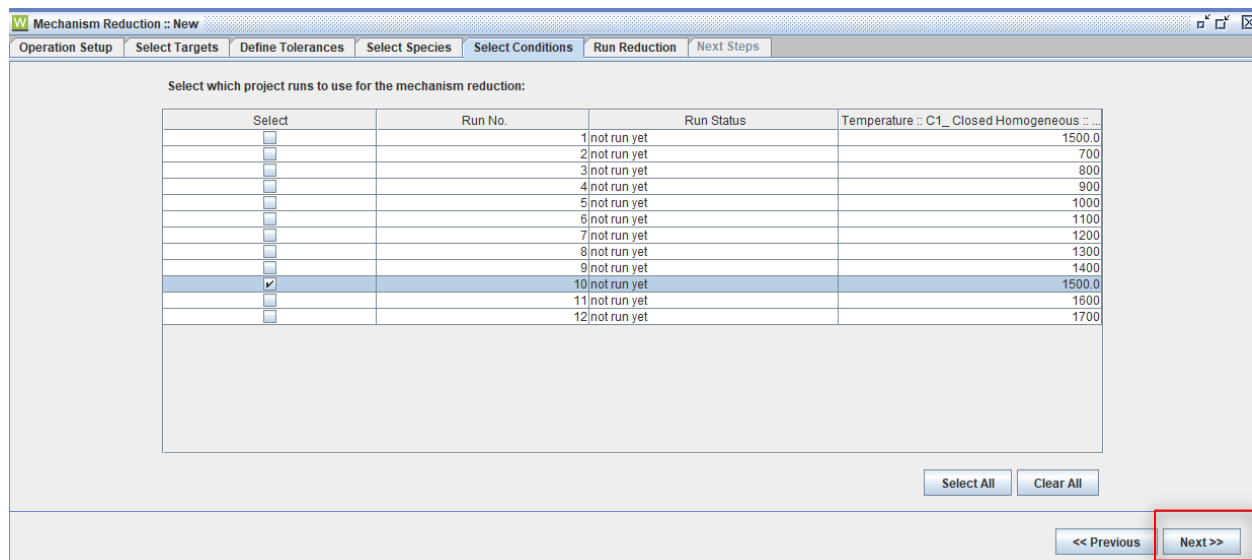 W Mechanism Reduction :: New
Operation Setup Select Targets Define Tolerances Select Species Select Conditions Run Reduction Next Steps
Select which project runs to use for the mechanism reduction:
Select Run No. Run Status Temperature :: C1_ Closed Homogeneous :: ...
1 not run yet 1500.0
2 not run yet 700
3 not run yet 800
4 not run yet 900
5 not run yet 1000
6 not run yet 1100
7 not run yet 1200
8 not run yet 1300
9 not run yet 1400
10 not run yet 1500.0
11 not run yet 1600
12 not run yet 1700
Select All Clear All
<< Previous Next >>